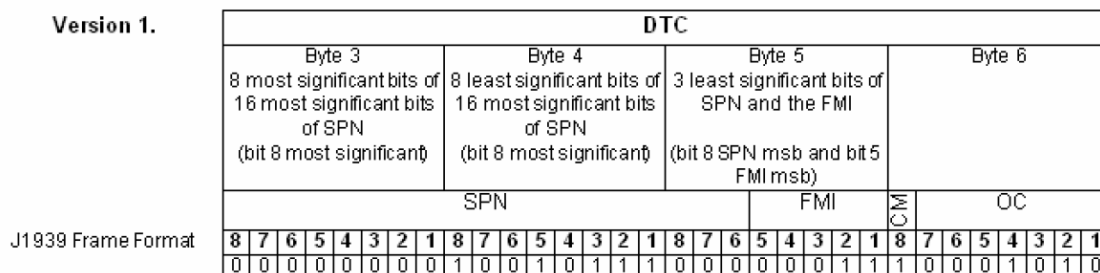 Version 1.
DTC
Byte 3 Byte 4 Byte 5 Byte 6
8 most significant bits of 8 least significant bits of 3 least significant bits of
16 most significant bits 16 most significant bits SPN and the FMI
of SPN of SPN
(bit 8 most significant) (bit 8 most significant) (bit 8 SPN msb and bit 5
FMI msb)
SPN FMI CM OC
J1939 Frame Format 8 7 6 5 4 3 2 1 8 7 6 5 4 3 2 1 8 7 6 5 4 3 2 1 8 7 6 5 4 3 2 1
0 0 0 0 0 0 0 0 1 0 0 1 0 1 1 1 0 0 0 0 0 0 1 1 1 0 0 0 1 0 1 0